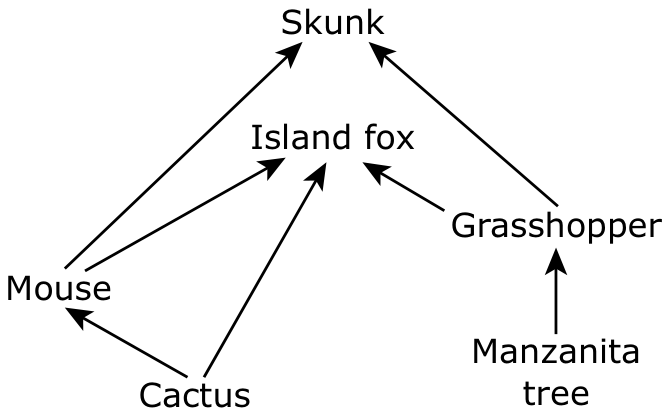 Skunk
Island fox
Grasshopper
Mouse
Manzanita
tree
Cactus